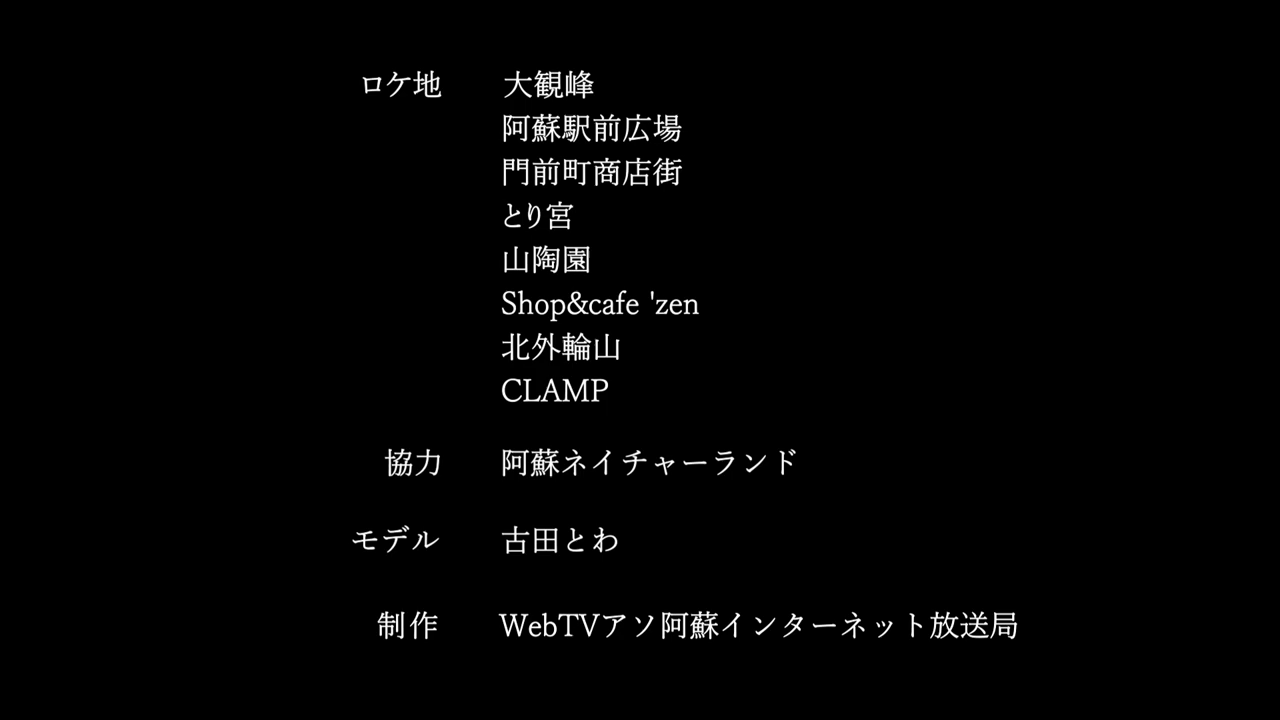 ロケ地 大観峰
阿蘇駅前広場
門前町商店街
とり宮
山陶園
Shop&cafe 'zen
北外輪山
CLAMP
協力 阿蘇ネイチャーランド
モデル 古田とわ
制作 WebTVアソ阿蘇インターネット放送局